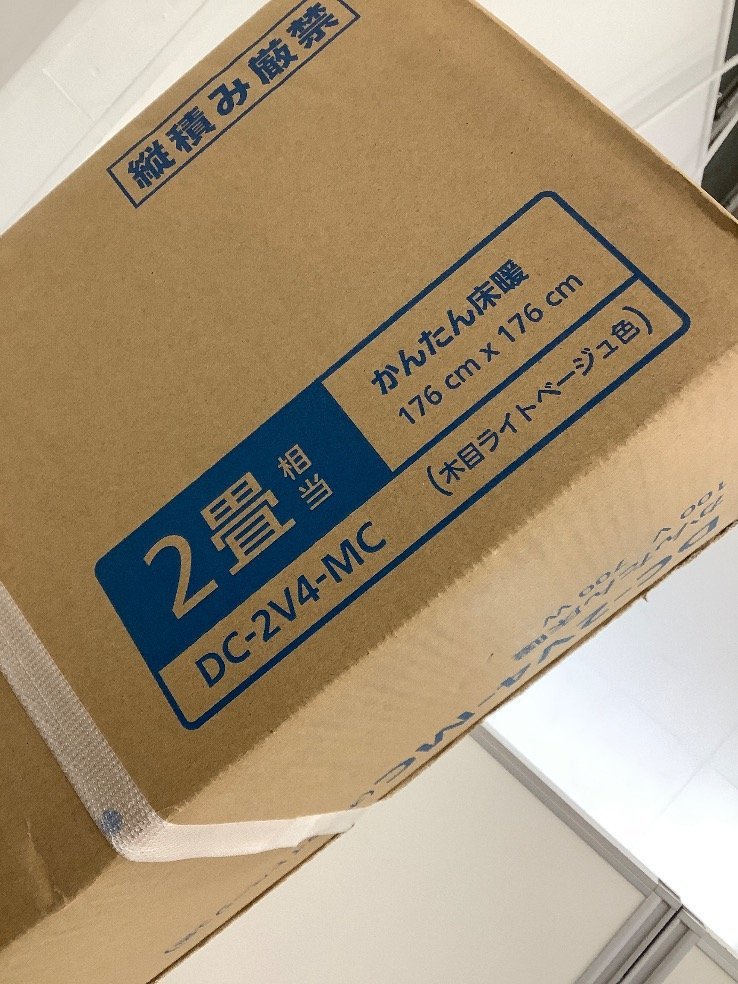 縦積み厳禁
2畳
相当
かんたん床暖
176 cm x 176 cm
DC-2V4-MC
(木目ライトベージュ色)